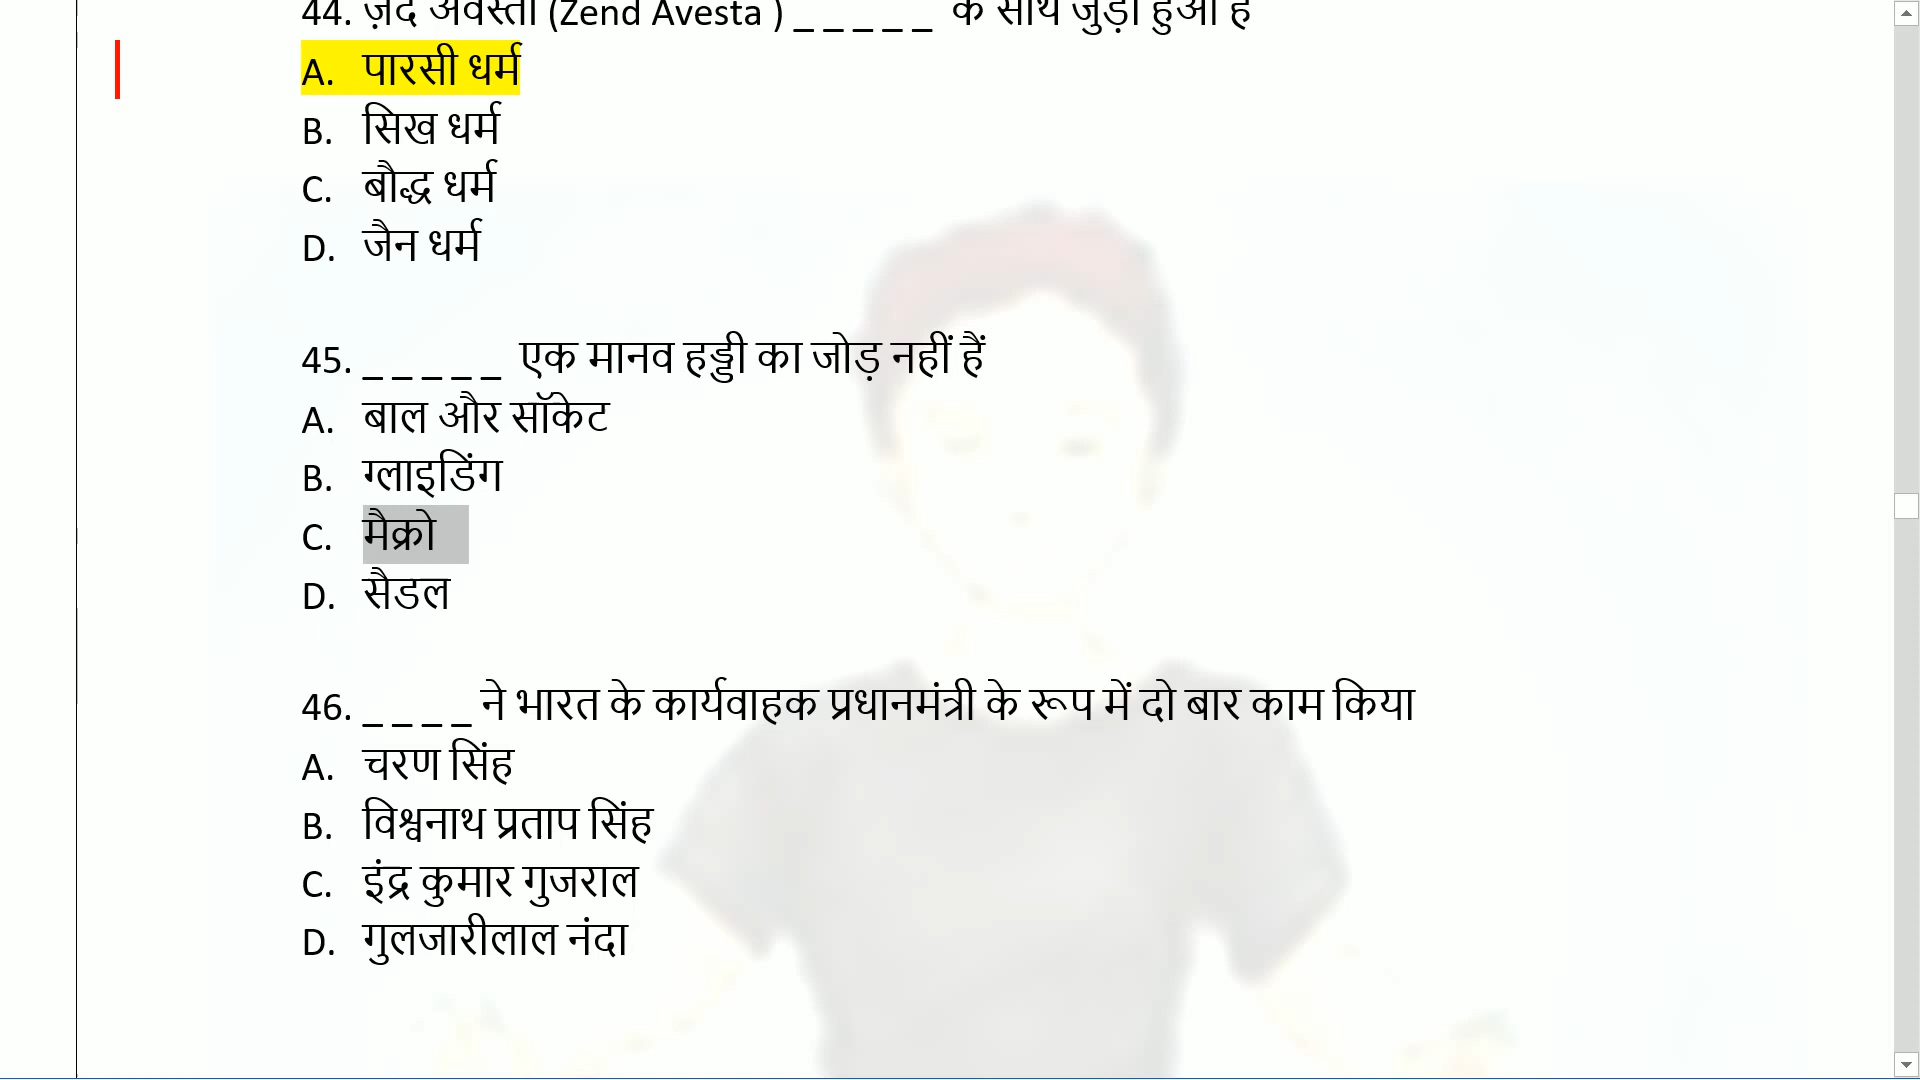 44. ज़ेंद अवेस्ता (Zend Avesta ) _ _ _ _ _ के साथ जुड़ा हुआ है
A. पारसी धर्म
B. सिख धर्म
C. बौद्ध धर्म
D. जैन धर्म
45. _ _ _ _ _ एक मानव हड्डी का जोड़ नहीं हैं
A. बाल और सॉकेट
B. ग्लाइडिंग
C. मैक्रो
D. सैडल
46. _ _ _ _ ने भारत के कार्यवाहक प्रधानमंत्री के रूप में दो बार काम किया
A. चरण सिंह
B. विश्वनाथ प्रताप सिंह
C. इंद्र कुमार गुजराल
D. गुलजारीलाल नंदा